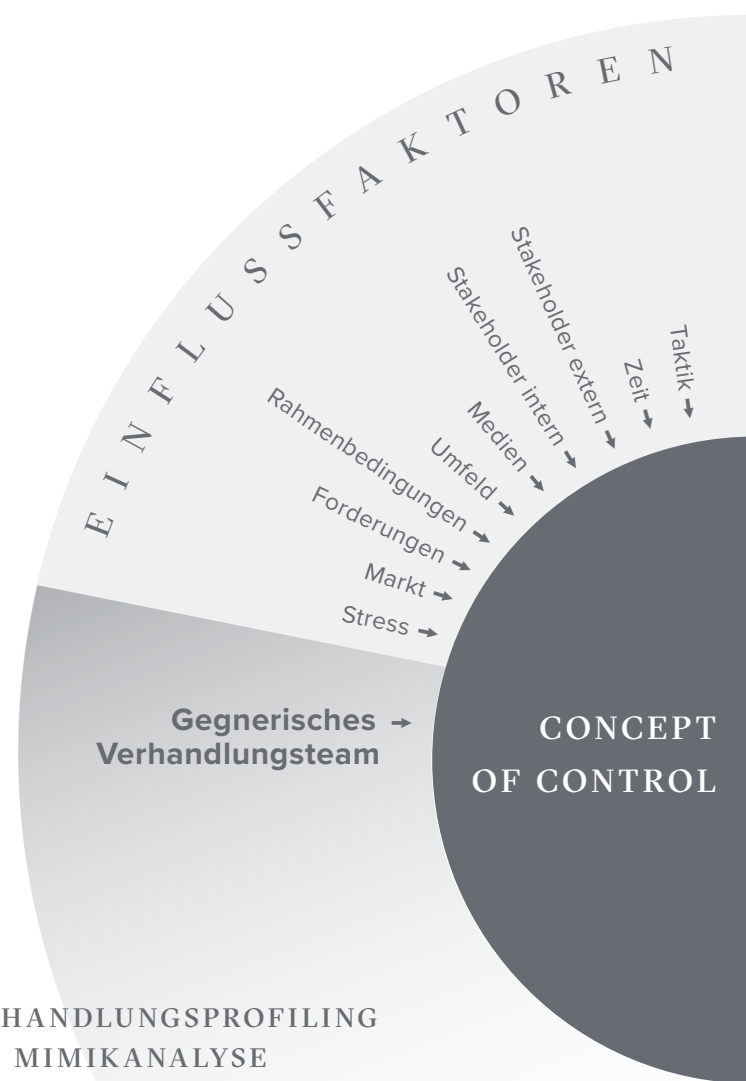 EINFLUSSFAKTOREN
Stress
Markt
Forderungen
Rahmenbedingungen
Umfeld
Medien
Stakeholder intern
Stakeholder extern
Zeit
Taktik
Gegnerisches
Verhandlungsteam
CONCEPT
OF CONTROL
HANDLUNGSPROFILING
MIMIKANALYSE